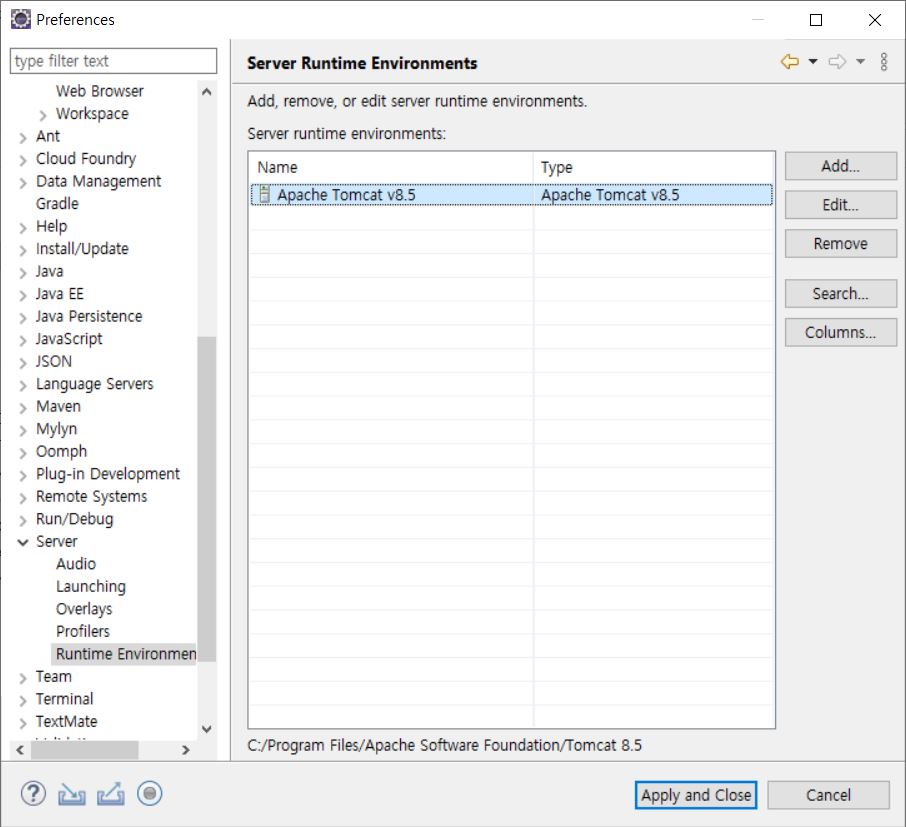 Preferences
type filter text
Web Browser
Workspace
Ant
Cloud Foundry
Data Management
Gradle
Help
Install/Update
Java
Java EE
Java Persistence
JavaScript
JSON
Language Servers
Maven
Mylyn
Oomph
Plug-in Development
Remote Systems
Run/Debug
Server
Audio
Launching
Overlays
Profilers
Runtime Environmen
Team
Terminal
TextMate
Server Runtime Environments
Add, remove, or edit server runtime environments.
Server runtime environments:
Name Type
Apache Tomcat v8.5 Apache Tomcat v8.5
Add...
Edit...
Remove
Search...
Columns...
C:/Program Files/Apache Software Foundation/Tomcat 8.5
Apply and Close
Cancel